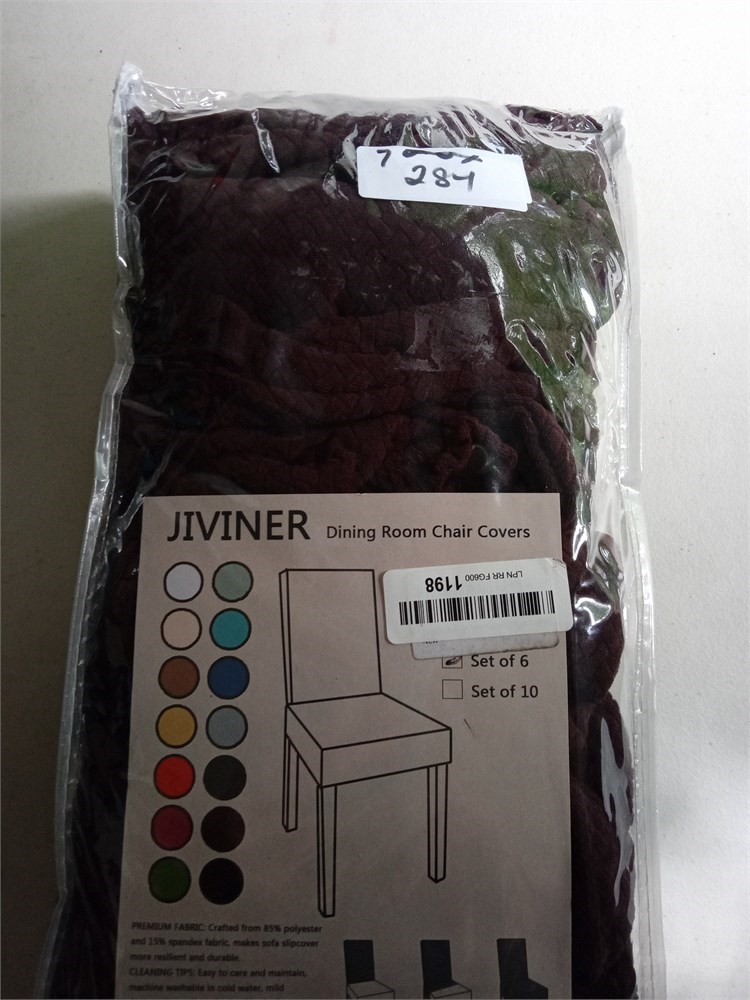 284
JIVINER Dining Room Chair Covers
LPN RR FG600
1198
Set of 6
Set of 10
PREMIUM FABRIC: Crafted from 85% polyester
and 15% spandex fabric, makes sofa slipcover
more resilient and durable.
CLEANING TIPS: Easy to care and maintain,
machine washable in cold water, mild